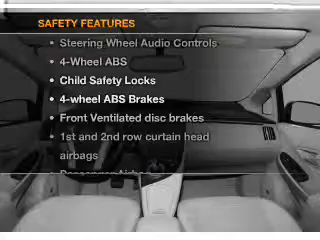 SAFETY FEATURES
• Steering Wheel Audio Controls
• 4-Wheel ABS
• Child Safety Locks
• 4-wheel ABS Brakes
• Front Ventilated disc brakes
• 1st and 2nd row curtain head
airbags
• Passenger